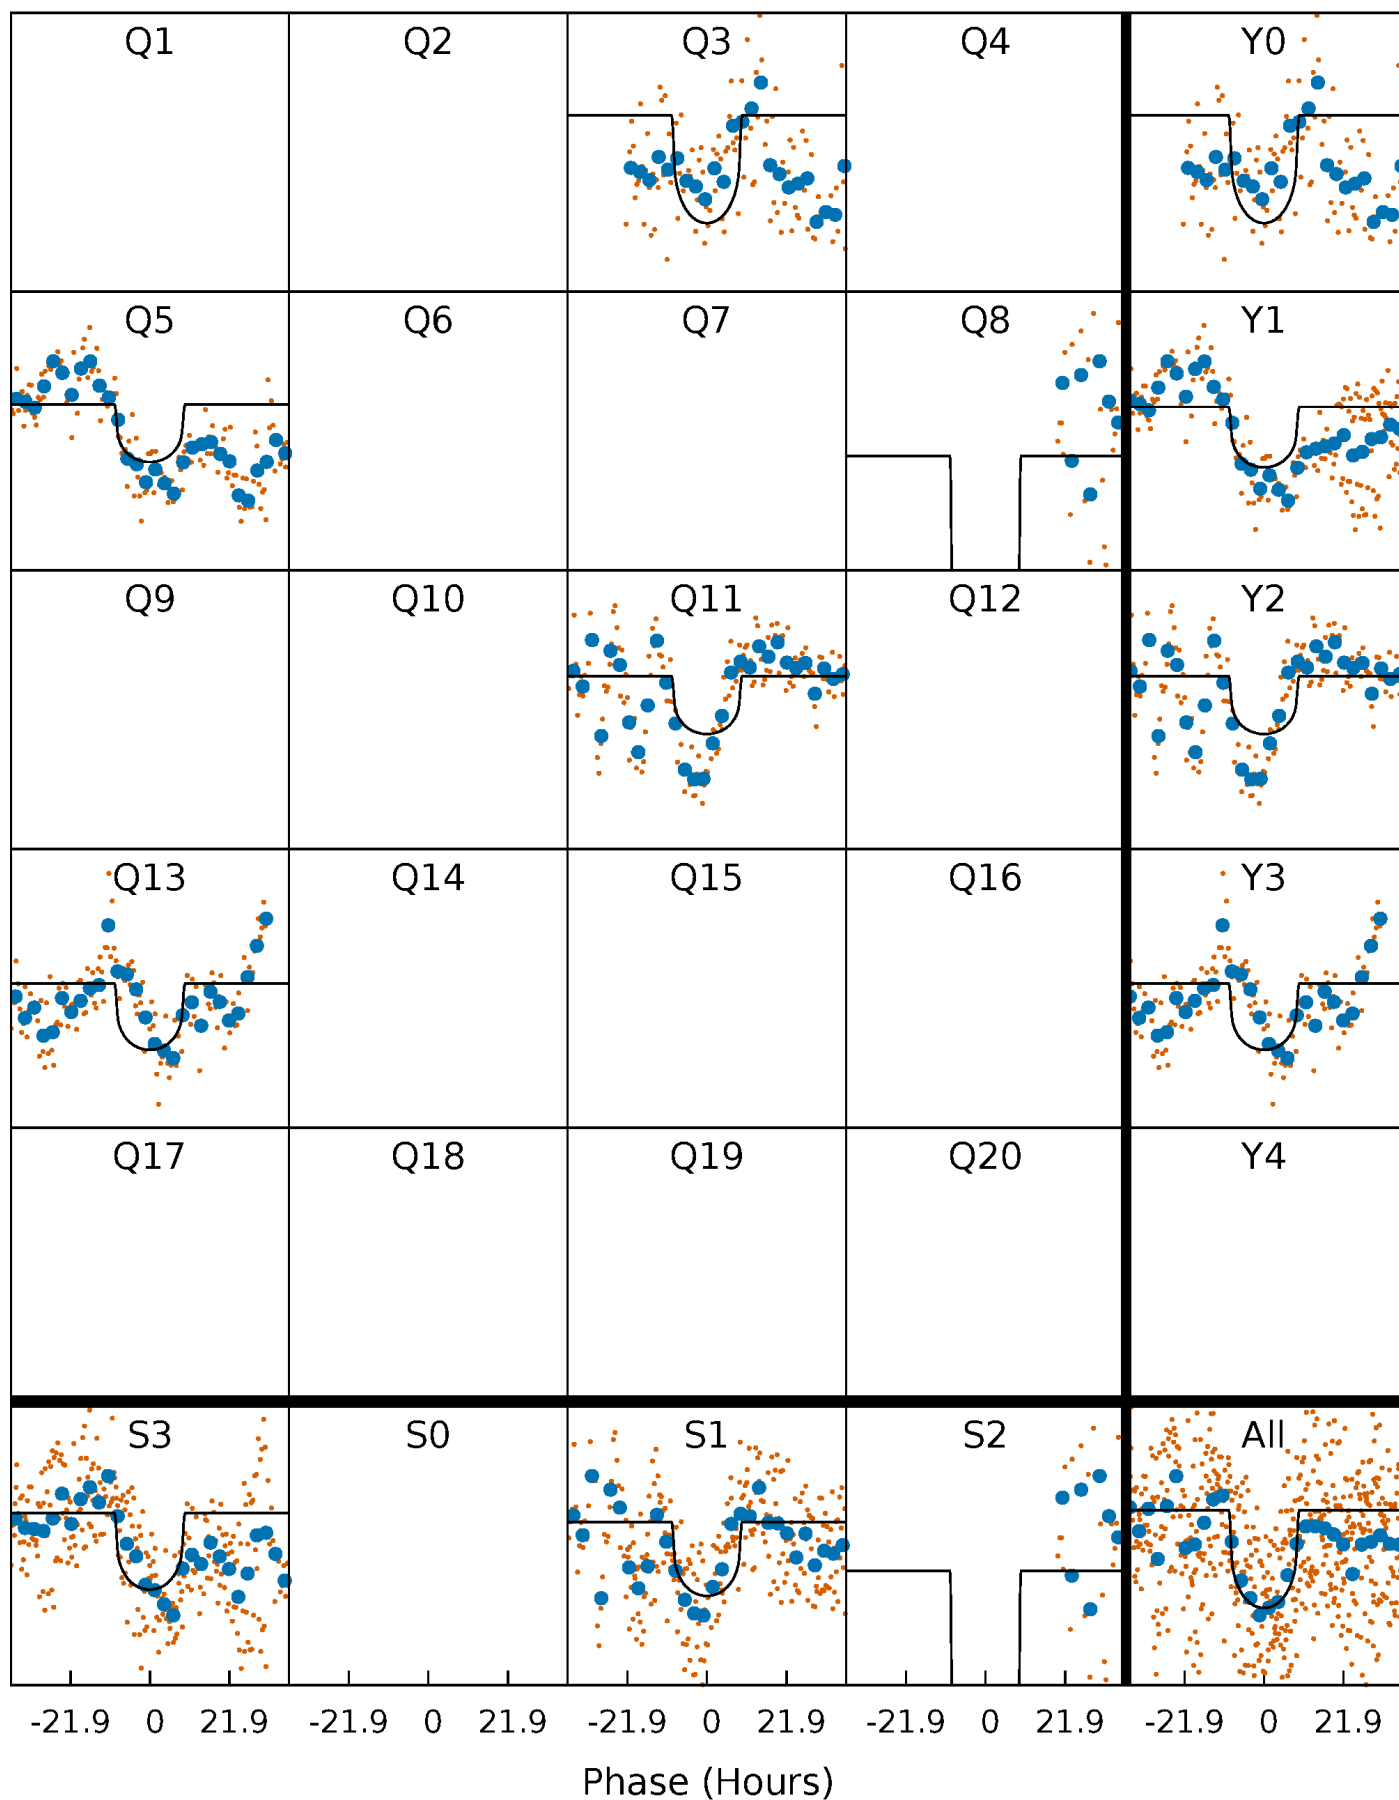 Q1 Q2 Q3 Q4 Y0
Q5 Q6 Q7 Q8 Y1
Q9 Q10 Q11 Q12 Y2
Q13 Q14 Q15 Q16 Y3
Q17 Q18 Q19 Q20 Y4
S3 S0 S1 S2 All
-21.9 0 21.9 -21.9 0 21.9 -21.9 0 21.9 -21.9 0 21.9 -21.9 0 21.9
Phase (Hours)